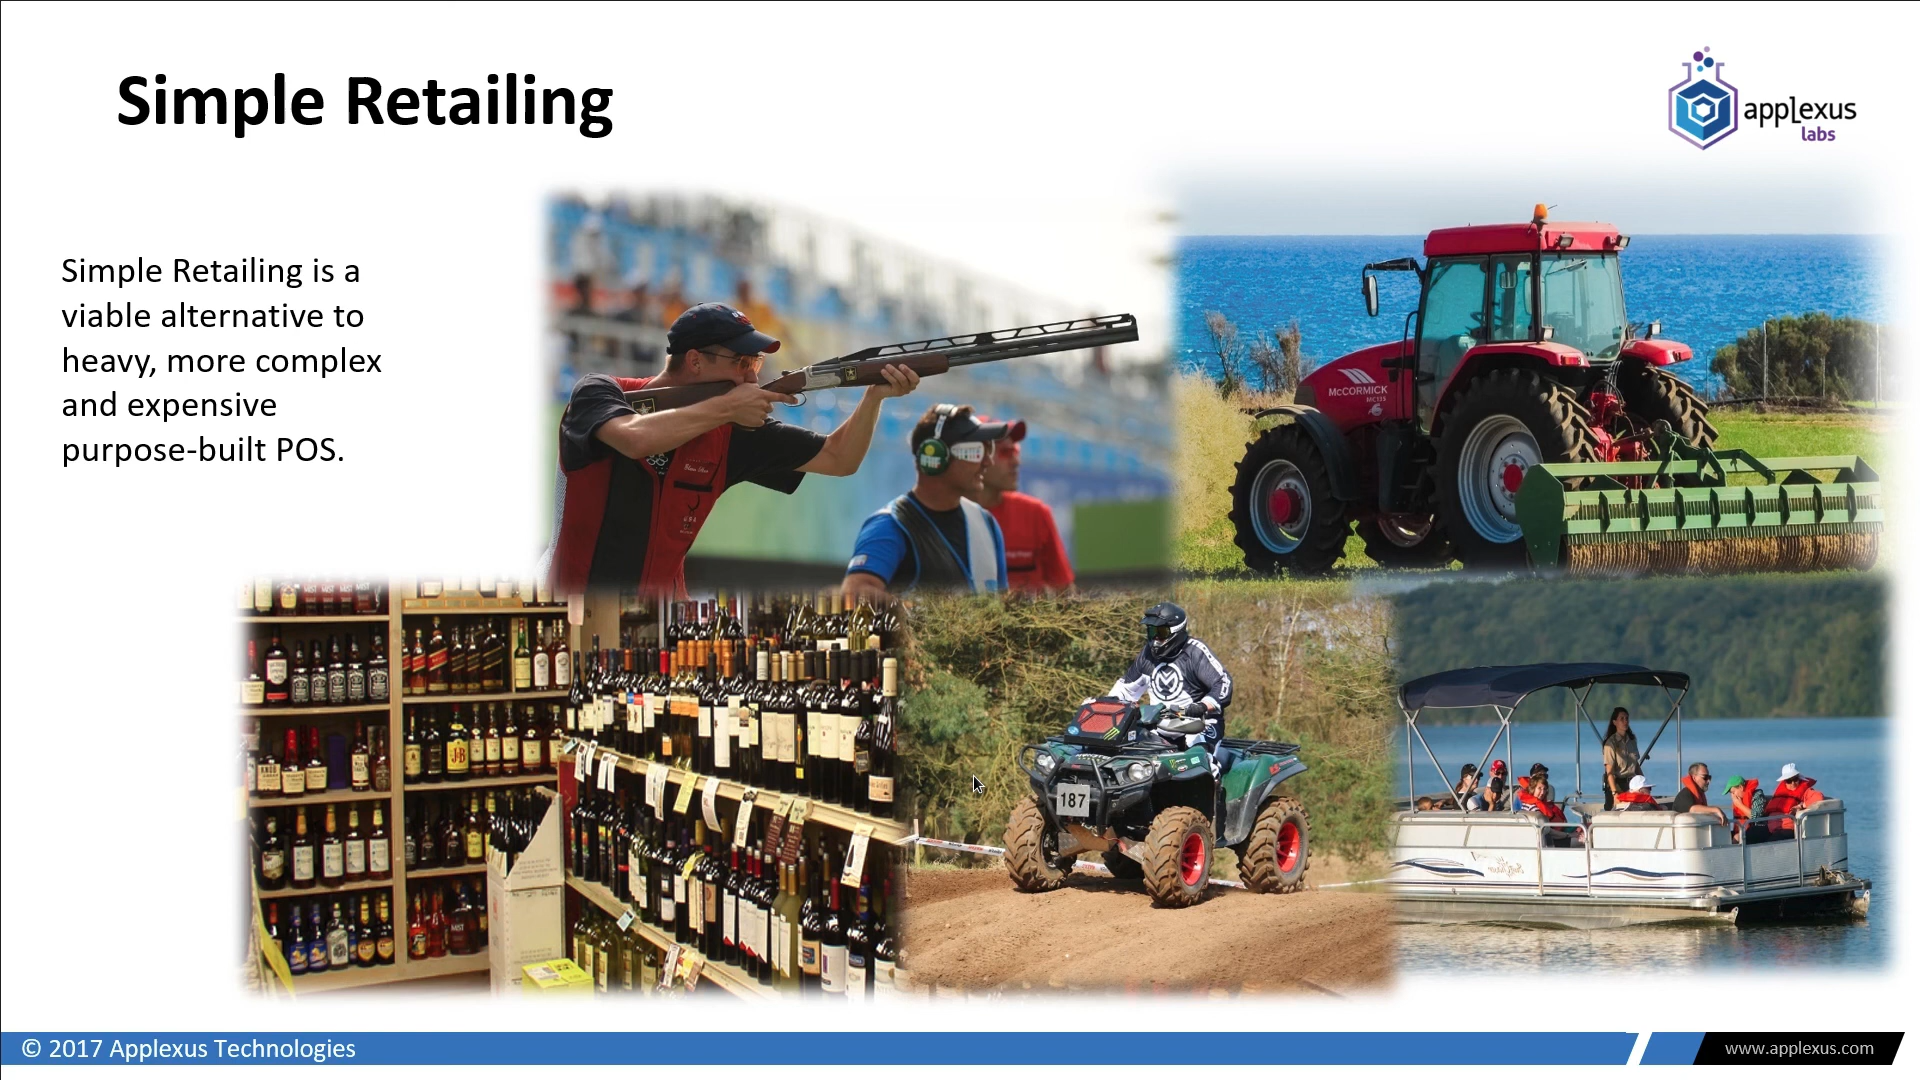 Simple Retailing
applexus
labs
Simple Retailing is a
viable alternative to
heavy, more complex
and expensive
purpose-built POS.
McCORMICK
MC135
J&B
187
© 2017 Applexus Technologies
www.applexus.com